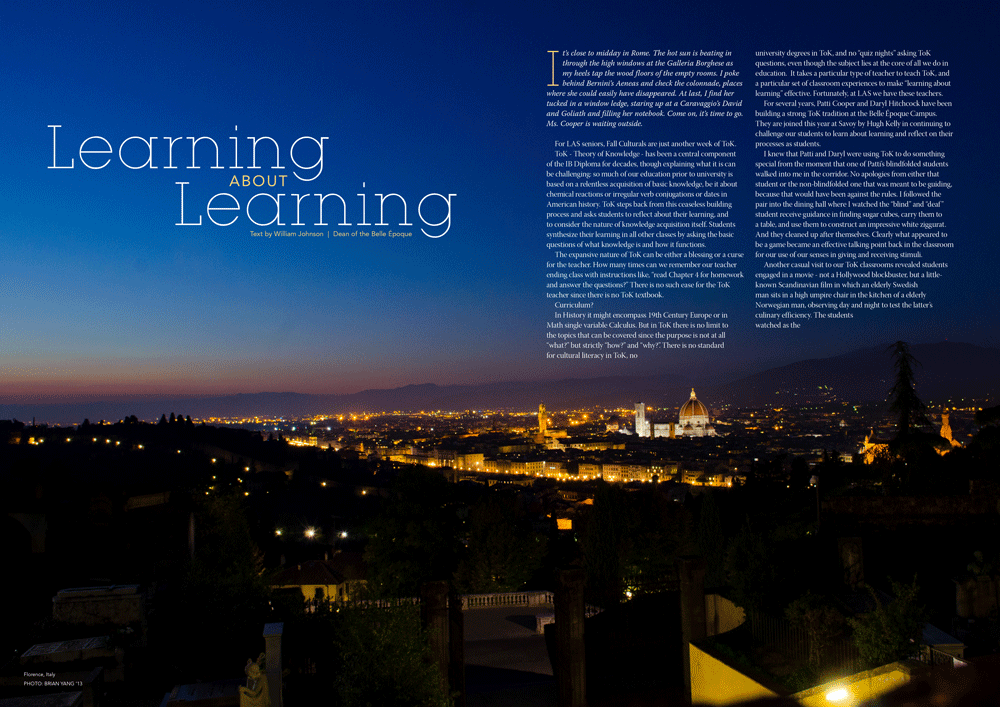 Learning
ABOUT
Learning
Text by William Johnson | Dean of the Belle Époque
It's close to midday in Rome. The hot sun is beating in
through the high windows at the Galleria Borghese as
my heels tap the wood floors of the empty rooms. I poke
behind Bernini's Aeneas and check the colonnade, places
where she could easily have disappeared. At last, I find her
tucked in a window ledge, staring up at a Caravaggio's David
and Goliath and filling her notebook. Come on, it's time to go.
Ms. Cooper is waiting outside.
For LAS seniors, Fall Culturals are just another week of ToK.
ToK - Theory of Knowledge - has been a central component
of the IB Diploma for decades, though explaining what it is can
be challenging: so much of our education prior to university is
based on a relentless acquisition of basic knowledge, be it about
chemical reactions or irregular verb conjugations or dates in
American history. ToK steps back from this ceaseless building
process and asks students to reflect about their learning, and
to consider the nature of knowledge acquisition itself. Students
synthesize their learning in all other classes by asking the basic
questions of what knowledge is and how it functions.
The expansive nature of ToK can be either a blessing or a curse
for the teacher. How many times can we remember our teacher
ending class with instructions like, "read Chapter 4 for homework
and answer the questions?" There is no such ease for the ToK
teacher since there is no ToK textbook.
Curriculum?
In History it might encompass 19th Century Europe or in
Math single variable Calculus. But in ToK there is no limit to
the topics that can be covered since the purpose is not at all
"what?" but strictly "how?" and "why?". There is no standard
for cultural literacy in ToK, no
university degrees in ToK, and no "quiz nights" asking ToK
questions, even though the subject lies at the core of all we do in
education. It takes a particular type of teacher to teach ToK, and
a particular set of classroom experiences to make "learning about
learning" effective. Fortunately, at LAS we have these teachers.
For several years, Patti Cooper and Daryl Hitchcock have been
building a strong ToK tradition at the Belle Époque Campus.
They are joined this year at Savoy by Hugh Kelly in continuing to
challenge our students to learn about learning and reflect on their
processes as students.
I knew that Patti and Daryl were using ToK to do something
special from the moment that one of Patti's blindfolded students
walked into me in the corridor. No apologies from either that
student or the non-blindfolded one that was meant to be guiding,
because that would have been against the rules. I followed the
pair into the dining hall where I watched the "blind" and "deaf"
student receive guidance in finding sugar cubes, carry them to
a table, and use them to construct an impressive white ziggurat.
And they cleaned up after themselves. Clearly what appeared to
be a game became an effective talking point back in the classroom
for our use of our senses in giving and receiving stimuli.
Another casual visit to our ToK classrooms revealed students
engaged in a movie - not a Hollywood blockbuster, but a little-
known Scandinavian film in which an elderly Swedish
man sits in a high umpire chair in the kitchen of a elderly
Norwegian man, observing day and night to test the latter's
culinary efficiency. The students
watched as the
Florence, Italy
PHOTO: BRIAN YANG '13